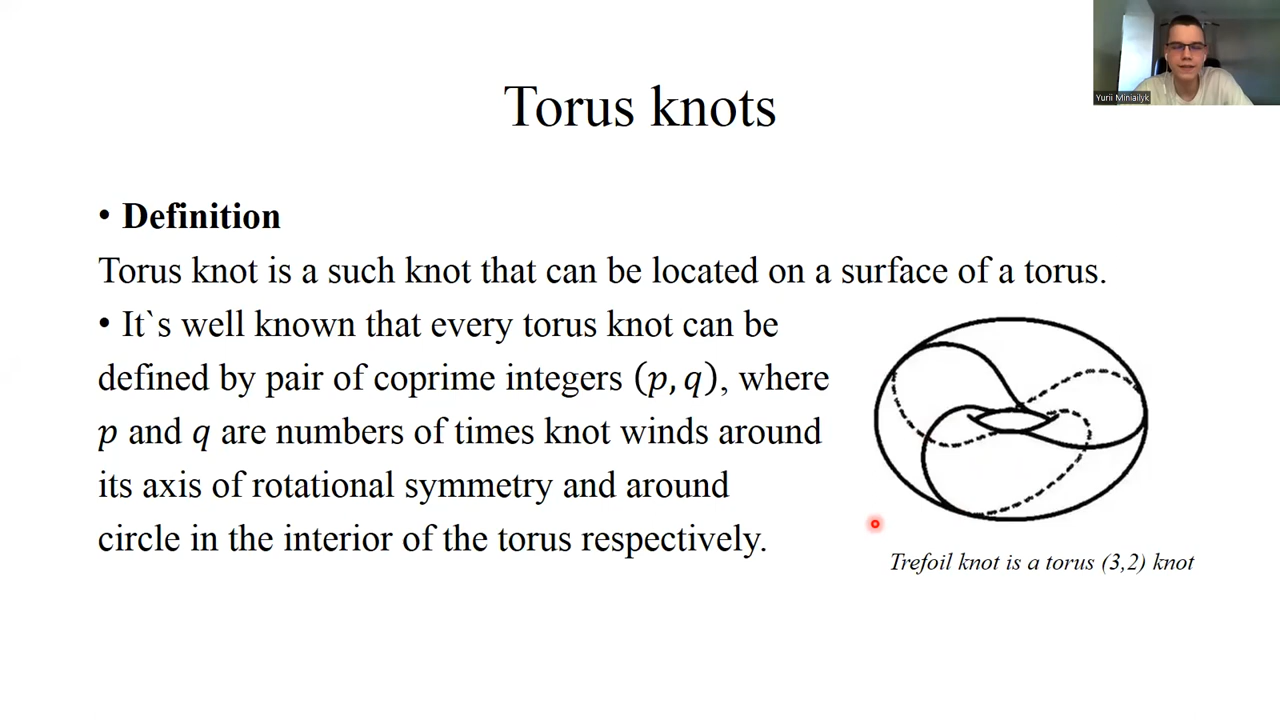 Yurii Miniailyk
Torus knots
• Definition
Torus knot is a such knot that can be located on a surface of a torus.
• It`s well known that every torus knot can be
defined by pair of coprime integers (p, q), where
p and q are numbers of times knot winds around
its axis of rotational symmetry and around
circle in the interior of the torus respectively.
Trefoil knot is a torus (3,2) knot